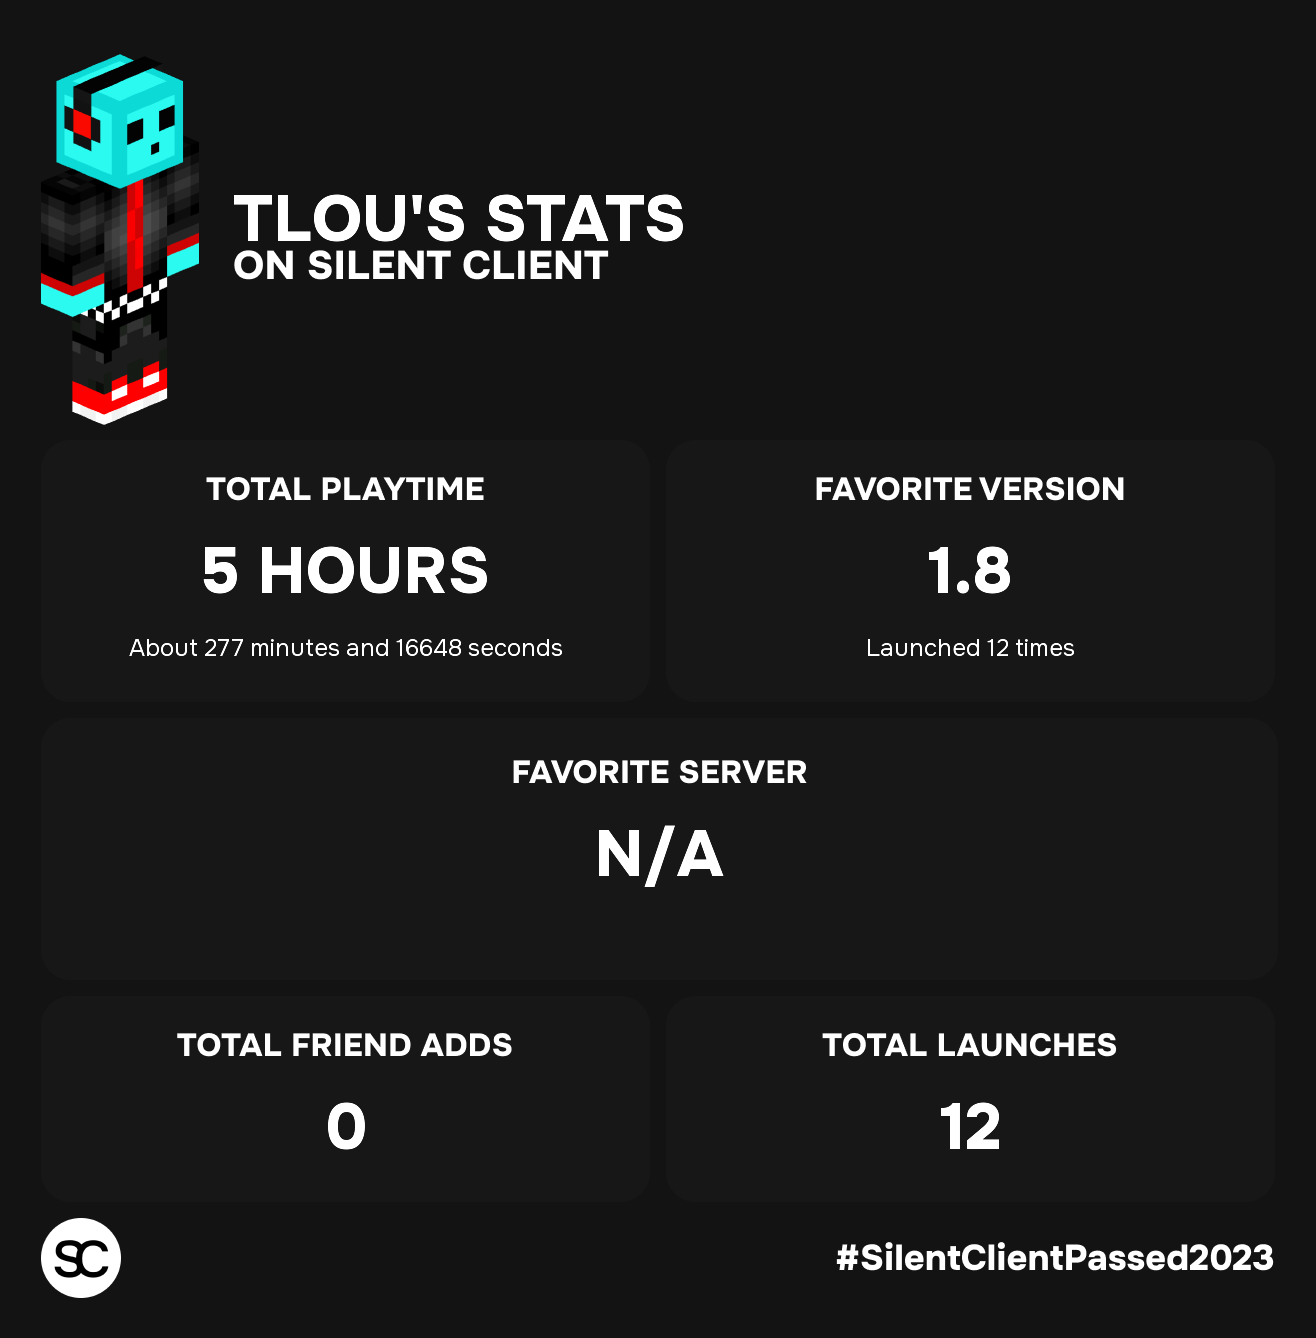 TLOU'S STATS
ON SILENT CLIENT
TOTAL PLAYTIME
5 HOURS
About 277 minutes and 16648 seconds
FAVORITE VERSION
1.8
Launched 12 times
FAVORITE SERVER
N/A
TOTAL FRIEND ADDS
0
TOTAL LAUNCHES
12
SC
#SilentClientPassed2023